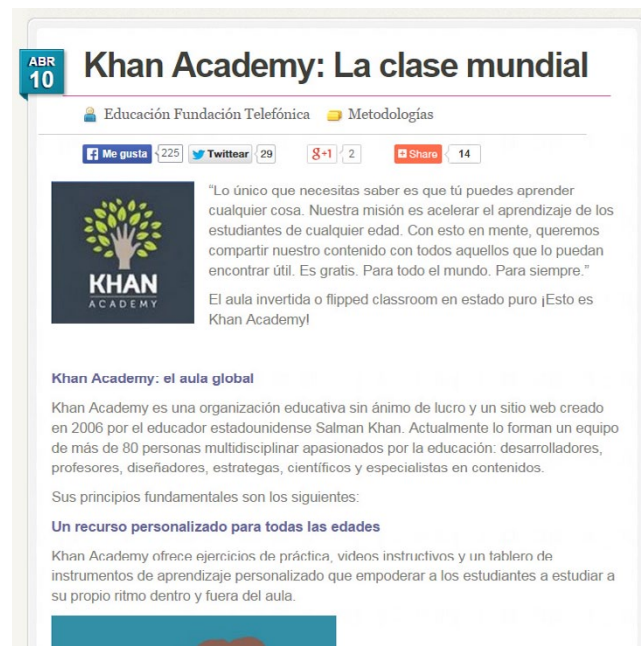 ABR
10
Khan Academy: La clase mundial
Educación Fundación Telefónica Metodologías
Me gusta 225 Twittear 29 g+1 2 Share 14
KHAN
ACADEMY
“Lo único que necesitas saber es que tú puedes aprender
cualquier cosa. Nuestra misión es acelerar el aprendizaje de los
estudiantes de cualquier edad. Con esto en mente, queremos
compartir nuestro contenido con todos aquellos que lo puedan
encontrar útil. Es gratis. Para todo el mundo. Para siempre.”
El aula invertida o flipped classroom en estado puro ¡Esto es
Khan Academy!
Khan Academy: el aula global
Khan Academy es una organización educativa sin ánimo de lucro y un sitio web creado
en 2006 por el educador estadounidense Salman Khan. Actualmente lo forman un equipo
de más de 80 personas multidisciplinar apasionados por la educación: desarrolladores,
profesores, diseñadores, estrategas, científicos y especialistas en contenidos.
Sus principios fundamentales son los siguientes:
Un recurso personalizado para todas las edades
Khan Academy ofrece ejercicios de práctica, videos instructivos y un tablero de
instrumentos de aprendizaje personalizado que empoderar a los estudiantes a estudiar a
su propio ritmo dentro y fuera del aula.